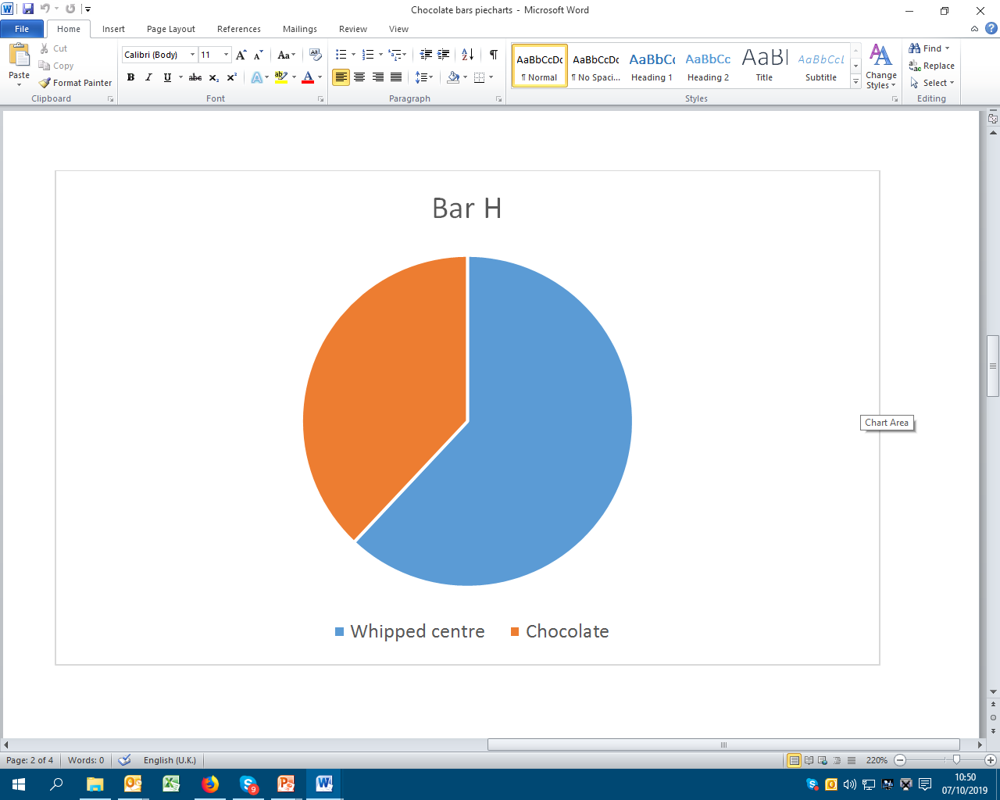 Chocolate bars piecharts - Microsoft Word
File Home Insert Page Layout References Mailings Review View
Paste
Cut
Copy
Format Painter
Clipboard
Calibri (Body) 11
Font
Paragraph
AaBbCcDc AaBbCcDc AaBbCc AaBbCc AaBl AaBbCcL
¶ Normal ¶ No Spaci... Heading 1 Heading 2 Title Subtitle
Change
Styles
Styles
Find
Replace
Select
Editing
Bar H
Chart Area
Whipped centre Chocolate
Page: 2 of 4 Words: 0 English (U.K.) 220%
9
10:50
07/10/2019